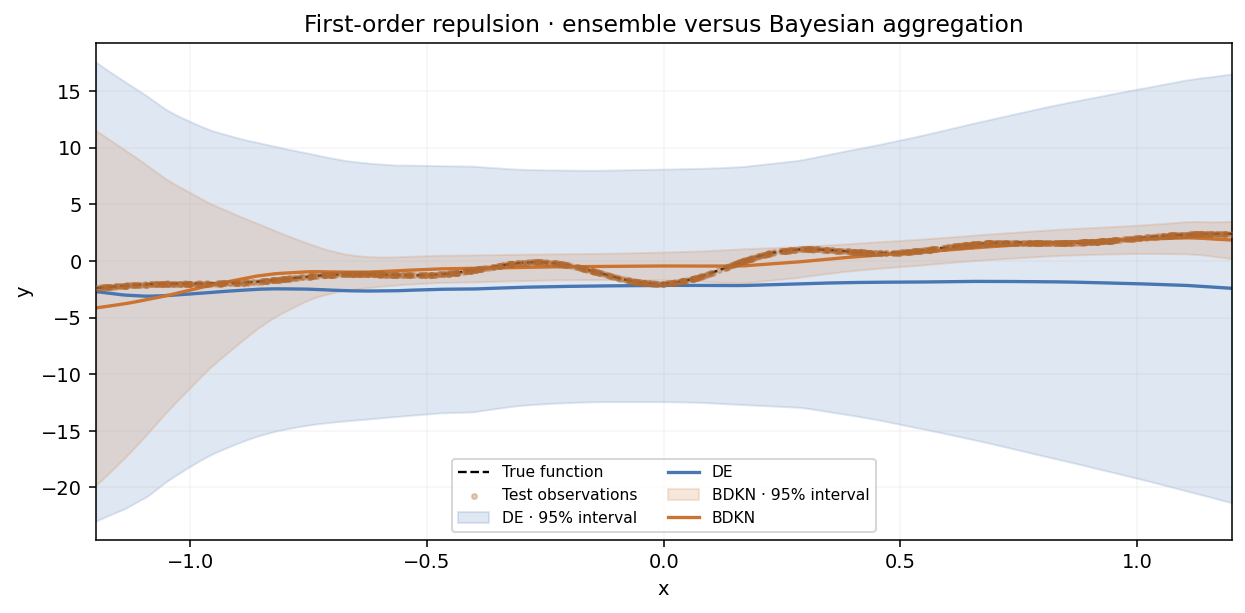 First-order repulsion · ensemble versus Bayesian aggregation
15
10
5
0
−5
−10
−15
−20
y
True function
Test observations
DE · 95% interval
DE
BDKN · 95% interval
BDKN
−1.0 −0.5 0.0 0.5 1.0
x